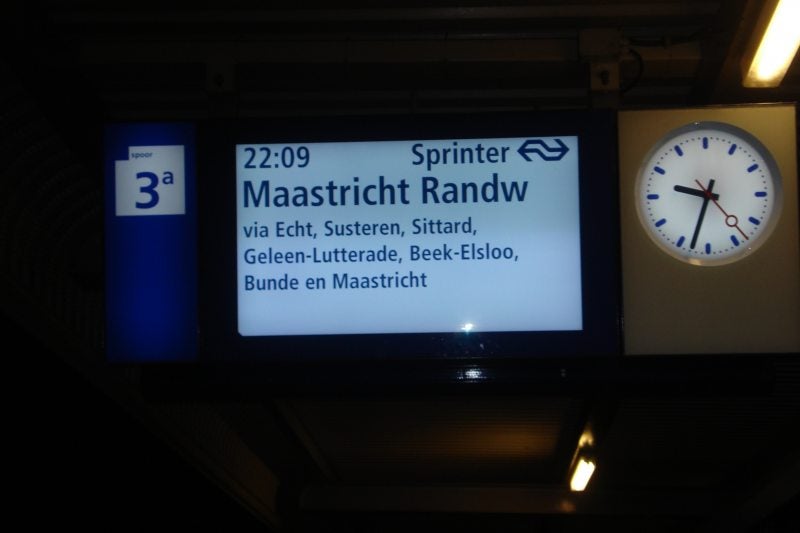 spoor
3a
22:09 Sprinter
Maastricht Randw
via Echt, Susteren, Sittard,
Geleen-Lutterade, Beek-Elsloo,
Bunde en Maastricht